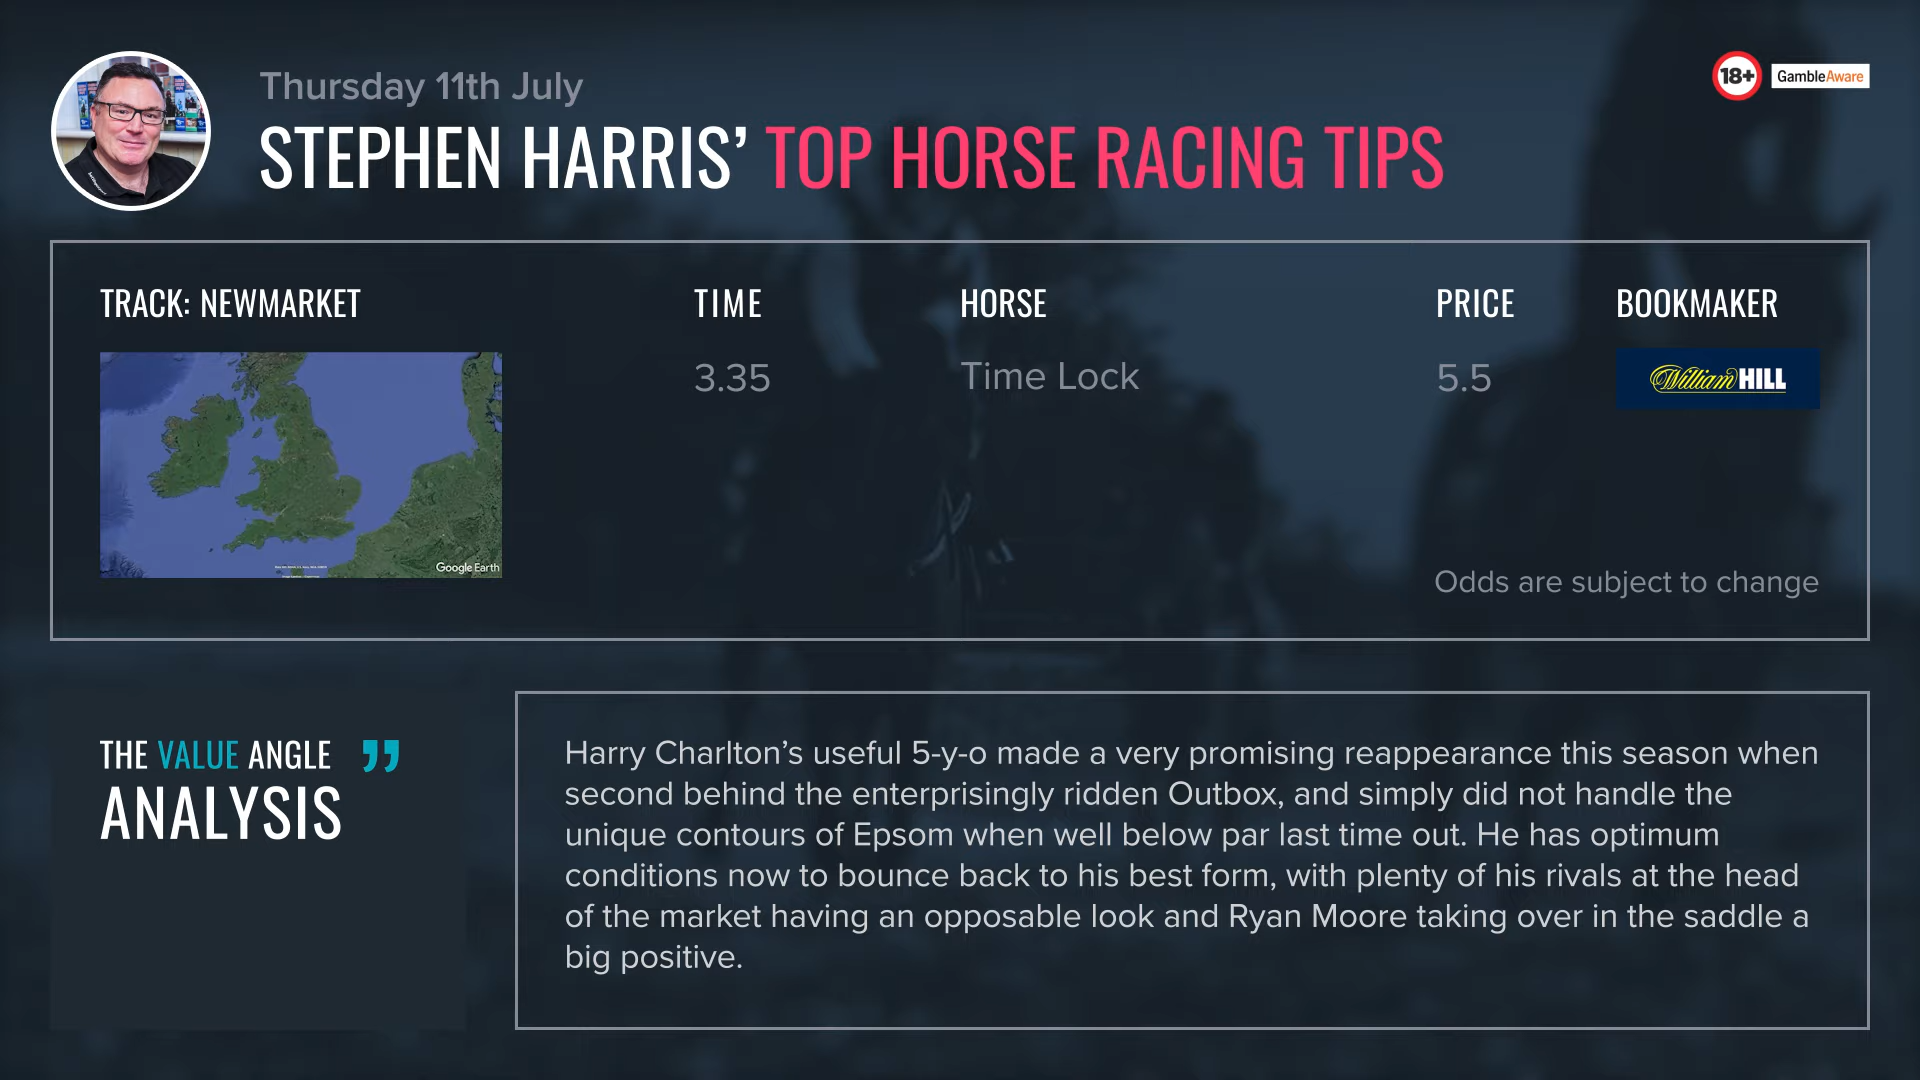 Thursday 11th July
STEPHEN HARRIS’ TOP HORSE RACING TIPS
18+
GambleAware
TRACK: NEWMARKET
TIME
HORSE
PRICE
BOOKMAKER
3.35
Time Lock
5.5
William HILL
Google Earth
Odds are subject to change
THE VALUE ANGLE ”
ANALYSIS
Harry Charlton’s useful 5-y-o made a very promising reappearance this season when
second behind the enterprisingly ridden Outbox, and simply did not handle the
unique contours of Epsom when well below par last time out. He has optimum
conditions now to bounce back to his best form, with plenty of his rivals at the head
of the market having an opposable look and Ryan Moore taking over in the saddle a
big positive.